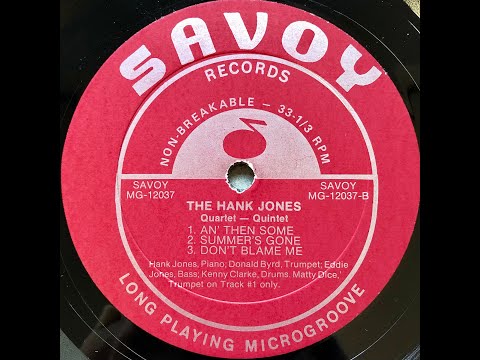 SAVOY
RECORDS
NON-BREAKABLE — 33-1/3 RPM
SAVOY
MG-12037
SAVOY
MG-12037-B
THE HANK JONES
Quartet — Quintet
1. AN' THEN SOME
2. SUMMER'S GONE
3. DON'T BLAME ME
Hank Jones, Piano; Donald Byrd, Trumpet; Eddie
Jones, Bass; Kenny Clarke, Drums. Matty Dice,
Trumpet on Track #1 only.
LONG PLAYING MICROGROOVE